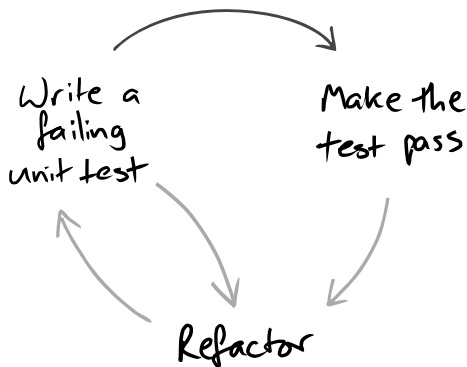 Write a
failing
unit test
Make the
test pass
Refactor